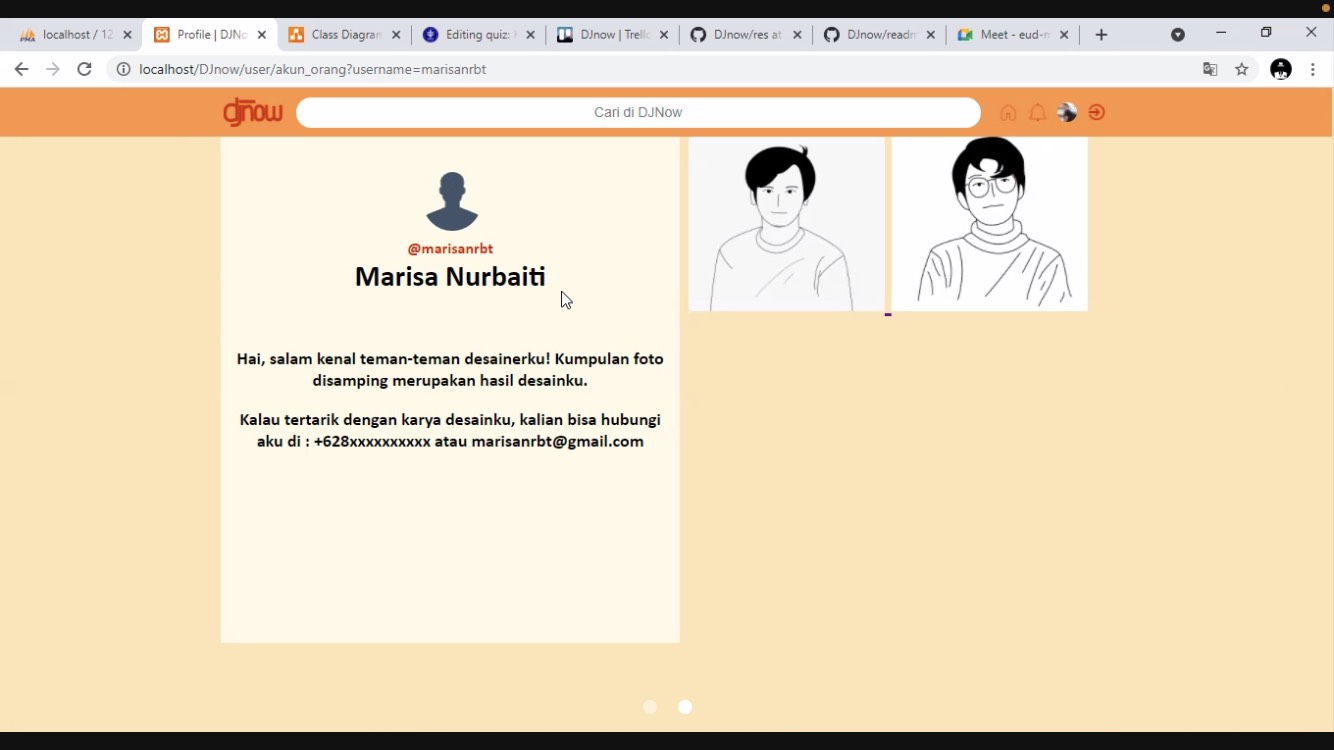 localhost / 12
Profile | DJNo
Class Diagran
Editing quiz:
DJnow | Trell
DJnow/res at
DJnow/readm
Meet - eud-m
localhost/DJnow/user/akun_orang?username=marisanrbt
djnow
Cari di DJNow
@marisanrbt
Marisa Nurbaiti
Hai, salam kenal teman-teman desainerku! Kumpulan foto
disamping merupakan hasil desainku.
Kalau tertarik dengan karya desainku, kalian bisa hubungi
aku di : +628xxxxxxxxxx atau marisanrbt@gmail.com